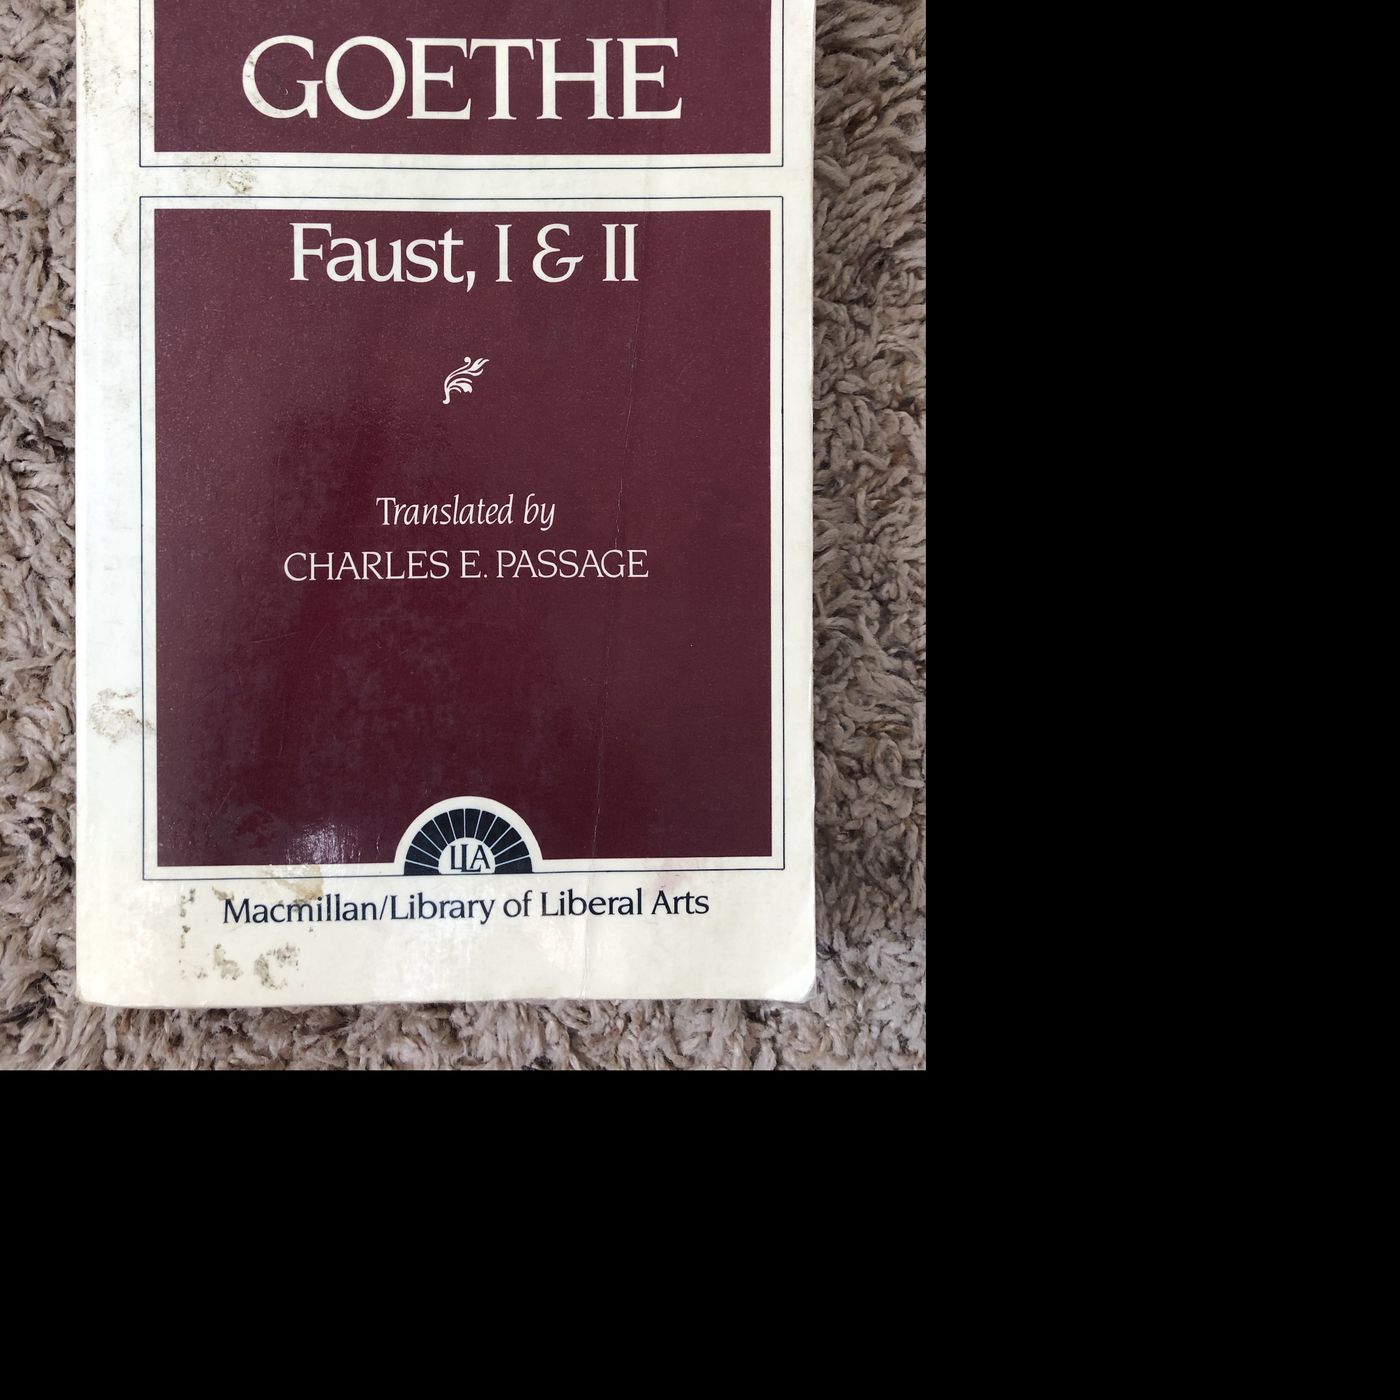 GOETHE
Faust, I & II
Translated by
CHARLES E. PASSAGE
LLA
Macmillan/Library of Liberal Arts